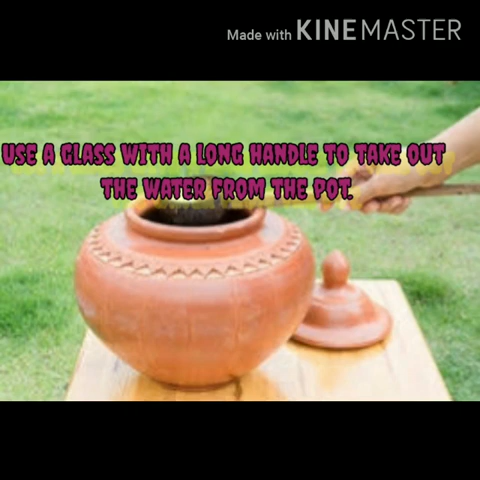 Made with KINEMASTER
USE A GLASS WITH A LONG HANDLE TO TAKE OUT
THE WATER FROM THE POT.